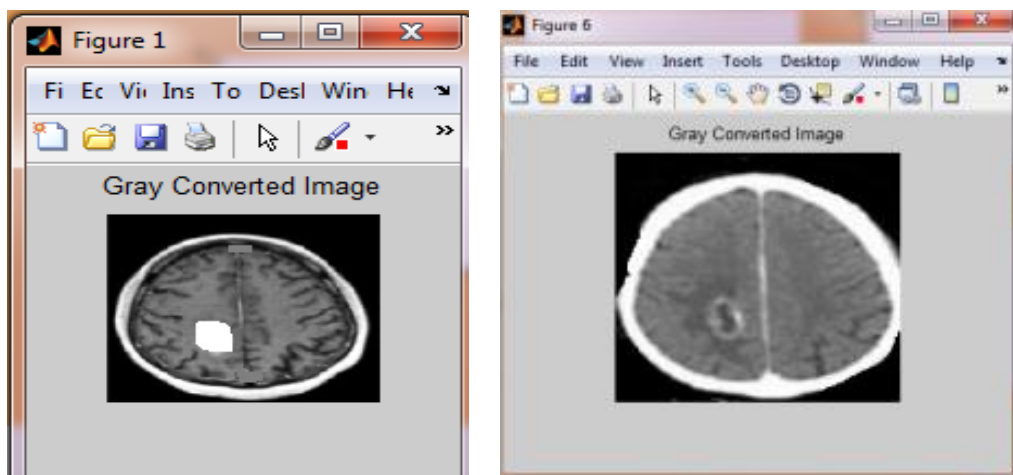 Figure 1
Fi Ec Vi Ins To Desl Win He
Gray Converted Image
Figure 6
File Edit View Insert Tools Desktop Window Help
Gray Converted Image